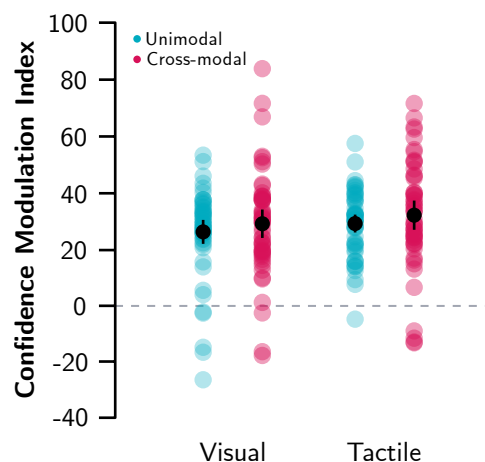 100
80
60
40
20
0
-20
-40
Confidence Modulation Index
Unimodal
Cross-modal
Visual
Tactile